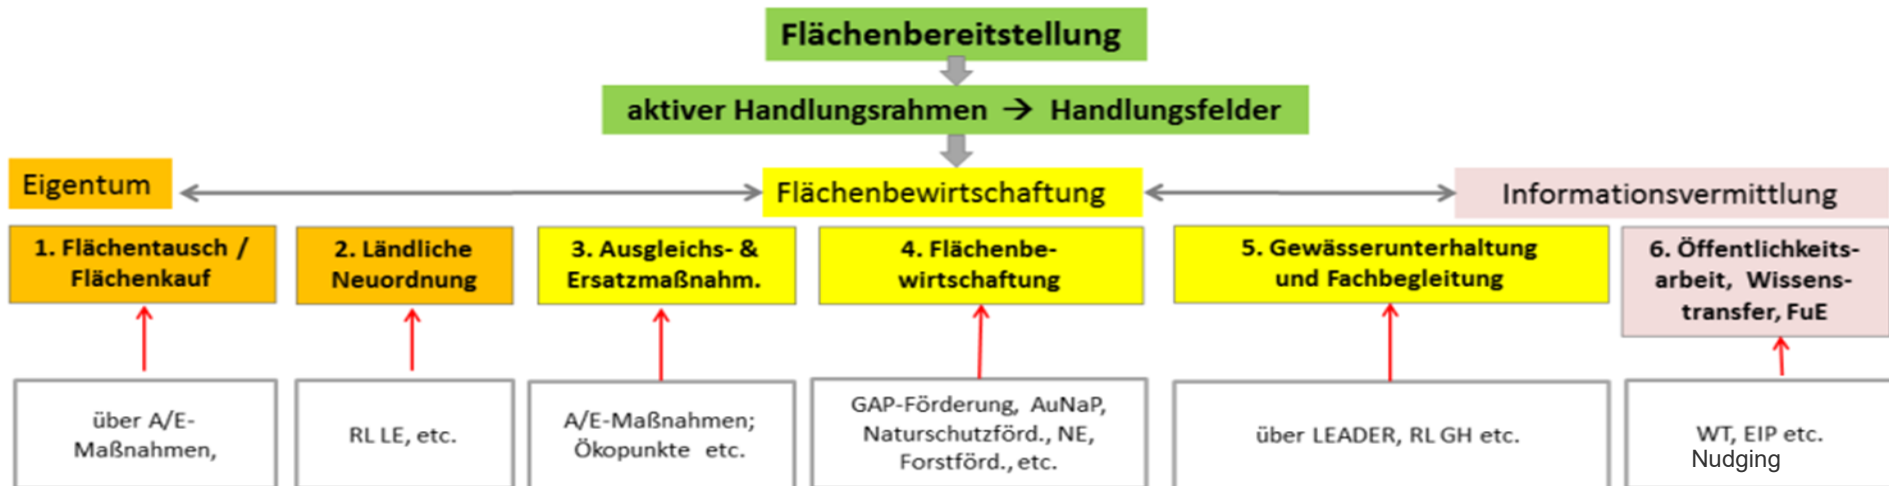 Flächenbereitstellung
aktiver Handlungsrahmen → Handlungsfelder
Eigentum
Flächenbewirtschaftung
Informationsvermittlung
1. Flächentausch /
Flächenkauf
2. Ländliche
Neuordnung
3. Ausgleichs- &
Ersatzmaßnahm.
4. Flächenbe-
wirtschaftung
5. Gewässerunterhaltung
und Fachbegleitung
6. Öffentlichkeits-
arbeit, Wissens-
transfer, FuE
über A/E-
Maßnahmen,
RL LE, etc.
A/E-Maßnahmen;
Ökopunkte etc.
GAP-Förderung, AuNaP,
Naturschutzförd., NE,
Forstförd., etc.
über LEADER, RL GH etc.
WT, EIP etc.
Nudging